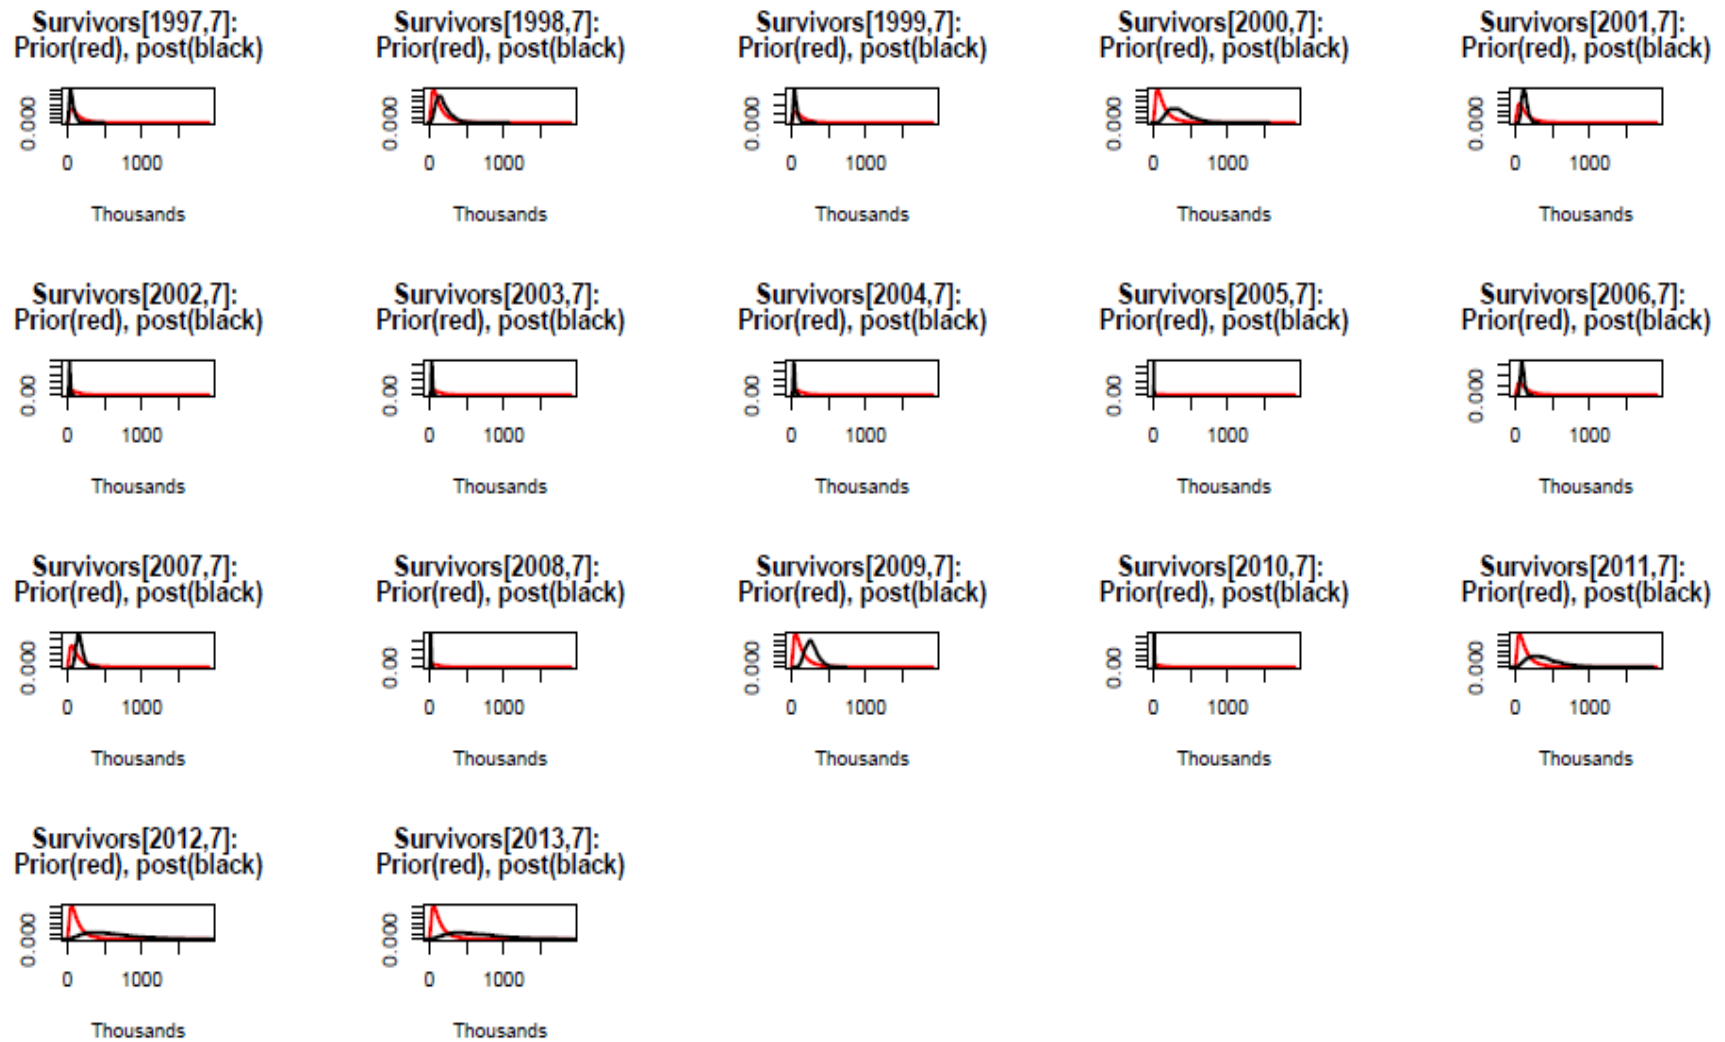 Survivors[1997,7]:
Prior(red), post(black)
0.000
0 1000
Thousands
Survivors[1998,7]:
Prior(red), post(black)
0.000
0 1000
Thousands
Survivors[1999,7]:
Prior(red), post(black)
0.000
0 1000
Thousands
Survivors[2000,7]:
Prior(red), post(black)
0.000
0 1000
Thousands
Survivors[2001,7]:
Prior(red), post(black)
0.000
0 1000
Thousands
Survivors[2002,7]:
Prior(red), post(black)
0.00
0 1000
Thousands
Survivors[2003,7]:
Prior(red), post(black)
0.00
0 1000
Thousands
Survivors[2004,7]:
Prior(red), post(black)
0.00
0 1000
Thousands
Survivors[2005,7]:
Prior(red), post(black)
0.00
0 1000
Thousands
Survivors[2006,7]:
Prior(red), post(black)
0.000
0 1000
Thousands
Survivors[2007,7]:
Prior(red), post(black)
0.000
0 1000
Thousands
Survivors[2008,7]:
Prior(red), post(black)
0.00
0 1000
Thousands
Survivors[2009,7]:
Prior(red), post(black)
0.000
0 1000
Thousands
Survivors[2010,7]:
Prior(red), post(black)
0.00
0 1000
Thousands
Survivors[2011,7]:
Prior(red), post(black)
0.000
0 1000
Thousands
Survivors[2012,7]:
Prior(red), post(black)
0.000
0 1000
Thousands
Survivors[2013,7]:
Prior(red), post(black)
0.000
0 1000
Thousands